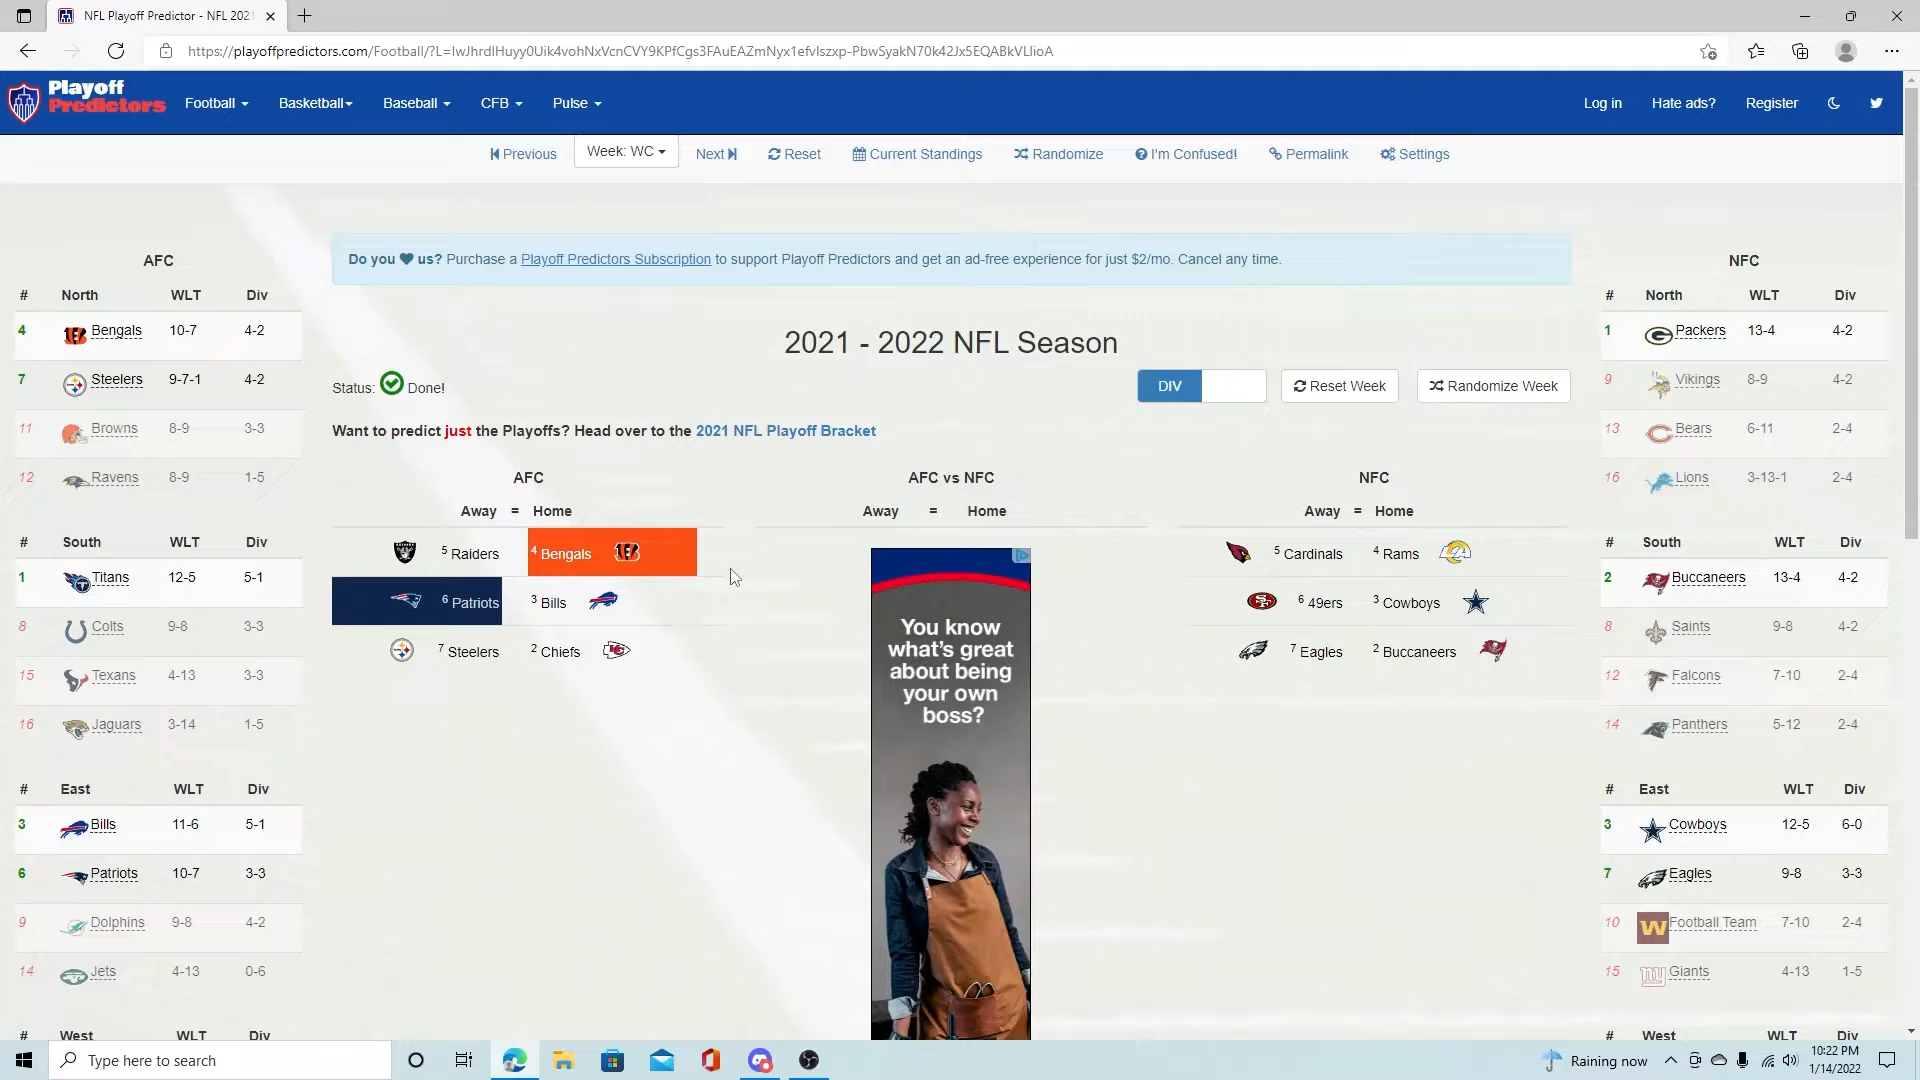 NFL Playoff Predictor - NFL 2021
https://playoffpredictors.com/Football/?L=IwJhrdIHuyy0Uik4vohNxVcnCVY9KPfCgs3FAuEAZmNyx1efvIszxp-PbwSyakN70k42Jx5EQABkVLIioA
Playoff Predictors
Football Basketball Baseball CFB Pulse Log in Hate ads? Register
Previous Week: WC Next Reset Current Standings Randomize I'm Confused! Permalink Settings
Do you us? Purchase a Playoff Predictors Subscription to support Playoff Predictors and get an ad-free experience for just $2/mo. Cancel any time.
2021 - 2022 NFL Season
Status: Done! DIV Reset Week Randomize Week
Want to predict just the Playoffs? Head over to the 2021 NFL Playoff Bracket
AFC
# North WLT Div
4 Bengals 10-7 4-2
7 Steelers 9-7-1 4-2
11 Browns 8-9 3-3
12 Ravens 8-9 1-5
# South WLT Div
1 Titans 12-5 5-1
8 Colts 9-8 3-3
15 Texans 4-13 3-3
16 Jaguars 3-14 1-5
# East WLT Div
3 Bills 11-6 5-1
6 Patriots 10-7 3-3
9 Dolphins 9-8 4-2
14 Jets 4-13 0-6
# West WLT Div
AFC
Away = Home
5 Raiders 4 Bengals
6 Patriots 3 Bills
7 Steelers 2 Chiefs
AFC vs NFC
Away = Home
You know
what's great
about being
your own
boss?
NFC
Away = Home
5 Cardinals 4 Rams
6 49ers 3 Cowboys
7 Eagles 2 Buccaneers
NFC
# North WLT Div
1 Packers 13-4 4-2
9 Vikings 8-9 4-2
13 Bears 6-11 2-4
16 Lions 3-13-1 2-4
# South WLT Div
2 Buccaneers 13-4 4-2
8 Saints 9-8 4-2
12 Falcons 7-10 2-4
14 Panthers 5-12 2-4
# East WLT Div
3 Cowboys 12-5 6-0
7 Eagles 9-8 3-3
10 Football Team 7-10 2-4
15 Giants 4-13 1-5
# West WLT Div
Type here to search
Raining now
10:22 PM
1/14/2022